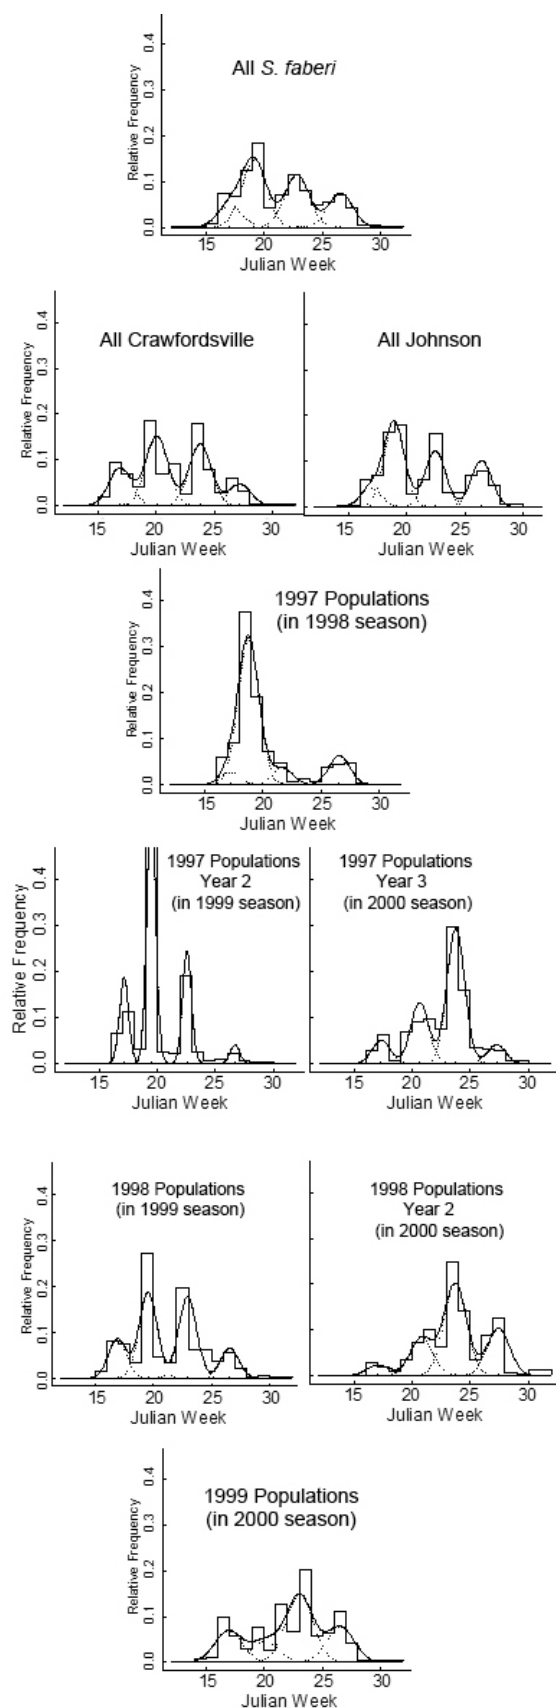 0.4
0.3
0.2
0.1
0.0
Relative Frequency
All S. faberi
15 20 25 30
Julian Week
0.4
0.3
0.2
0.1
0.0
Relative Frequency
All Crawfordsville
15 20 25 30
Julian Week
All Johnson
15 20 25 30
Julian Week
0.4
0.3
0.2
0.1
0.0
Relative Frequency
1997 Populations
(in 1998 season)
15 20 25 30
Julian Week
0.4
0.3
0.2
0.1
0.0
Relative Frequency
1997 Populations
Year 2
(in 1999 season)
15 20 25 30
Julian Week
1997 Populations
Year 3
(in 2000 season)
15 20 25 30
Julian Week
0.4
0.3
0.2
0.1
0.0
Relative Frequency
1998 Populations
(in 1999 season)
15 20 25 30
Julian Week
1998 Populations
Year 2
(in 2000 season)
15 20 25 30
Julian Week
0.4
0.3
0.2
0.1
0.0
Relative Frequency
1999 Populations
(in 2000 season)
15 20 25 30
Julian Week